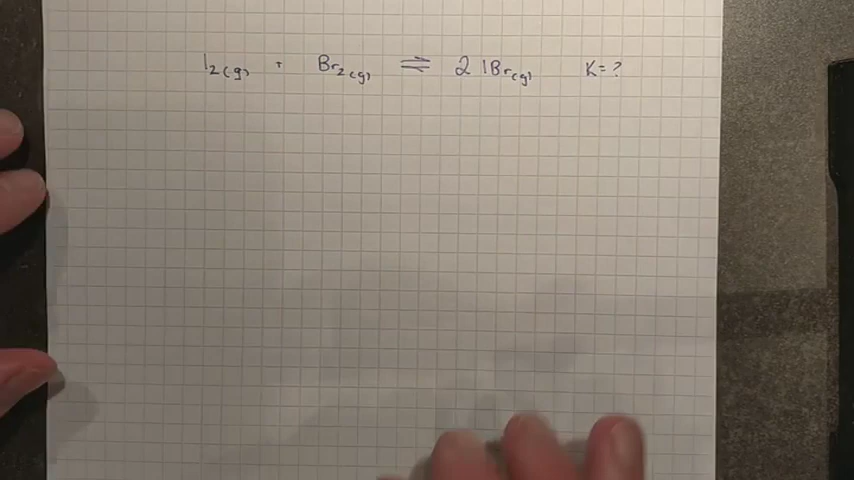 I₂(g) + Br₂(g) ⇌ 2 IBr(g) K=?